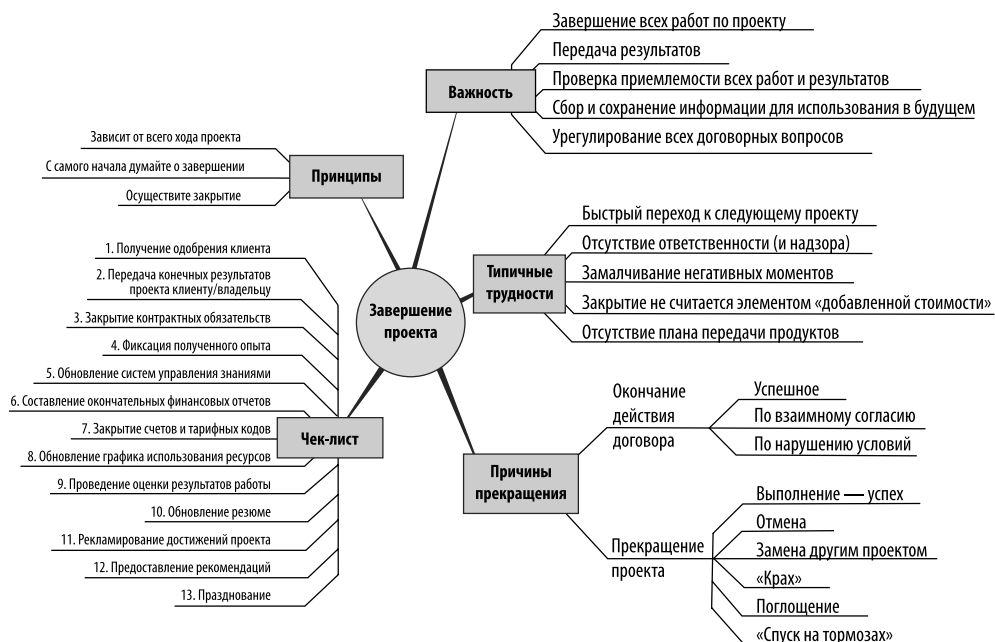 Завершение
проекта
Важность
Завершение всех работ по проекту
Передача результатов
Проверка приемлемости всех работ и результатов
Сбор и сохранение информации для использования в будущем
Урегулирование всех договорных вопросов
Принципы
Зависит от всего хода проекта
С самого начала думайте о завершении
Осуществите закрытие
Типичные
трудности
Быстрый переход к следующему проекту
Отсутствие ответственности (и надзора)
Замалчивание негативных моментов
Закрытие не считается элементом «добавленной стоимости»
Отсутствие плана передачи продуктов
Чек-лист
1. Получение одобрения клиента
2. Передача конечных результатов
проекта клиенту/владельцу
3. Закрытие контрактных обязательств
4. Фиксация полученного опыта
5. Обновление систем управления знаниями
6. Составление окончательных финансовых отчетов
7. Закрытие счетов и тарифных кодов
8. Обновление графика использования ресурсов
9. Проведение оценки результатов работы
10. Обновление резюме
11. Рекламирование достижений проекта
12. Предоставление рекомендаций
13. Празднование
Причины
прекращения
Окончание
действия
договора
Успешное
По взаимному согласию
По нарушению условий
Прекращение
проекта
Выполнение — успех
Отмена
Замена другим проектом
«Крах»
Поглощение
«Спуск на тормозах»